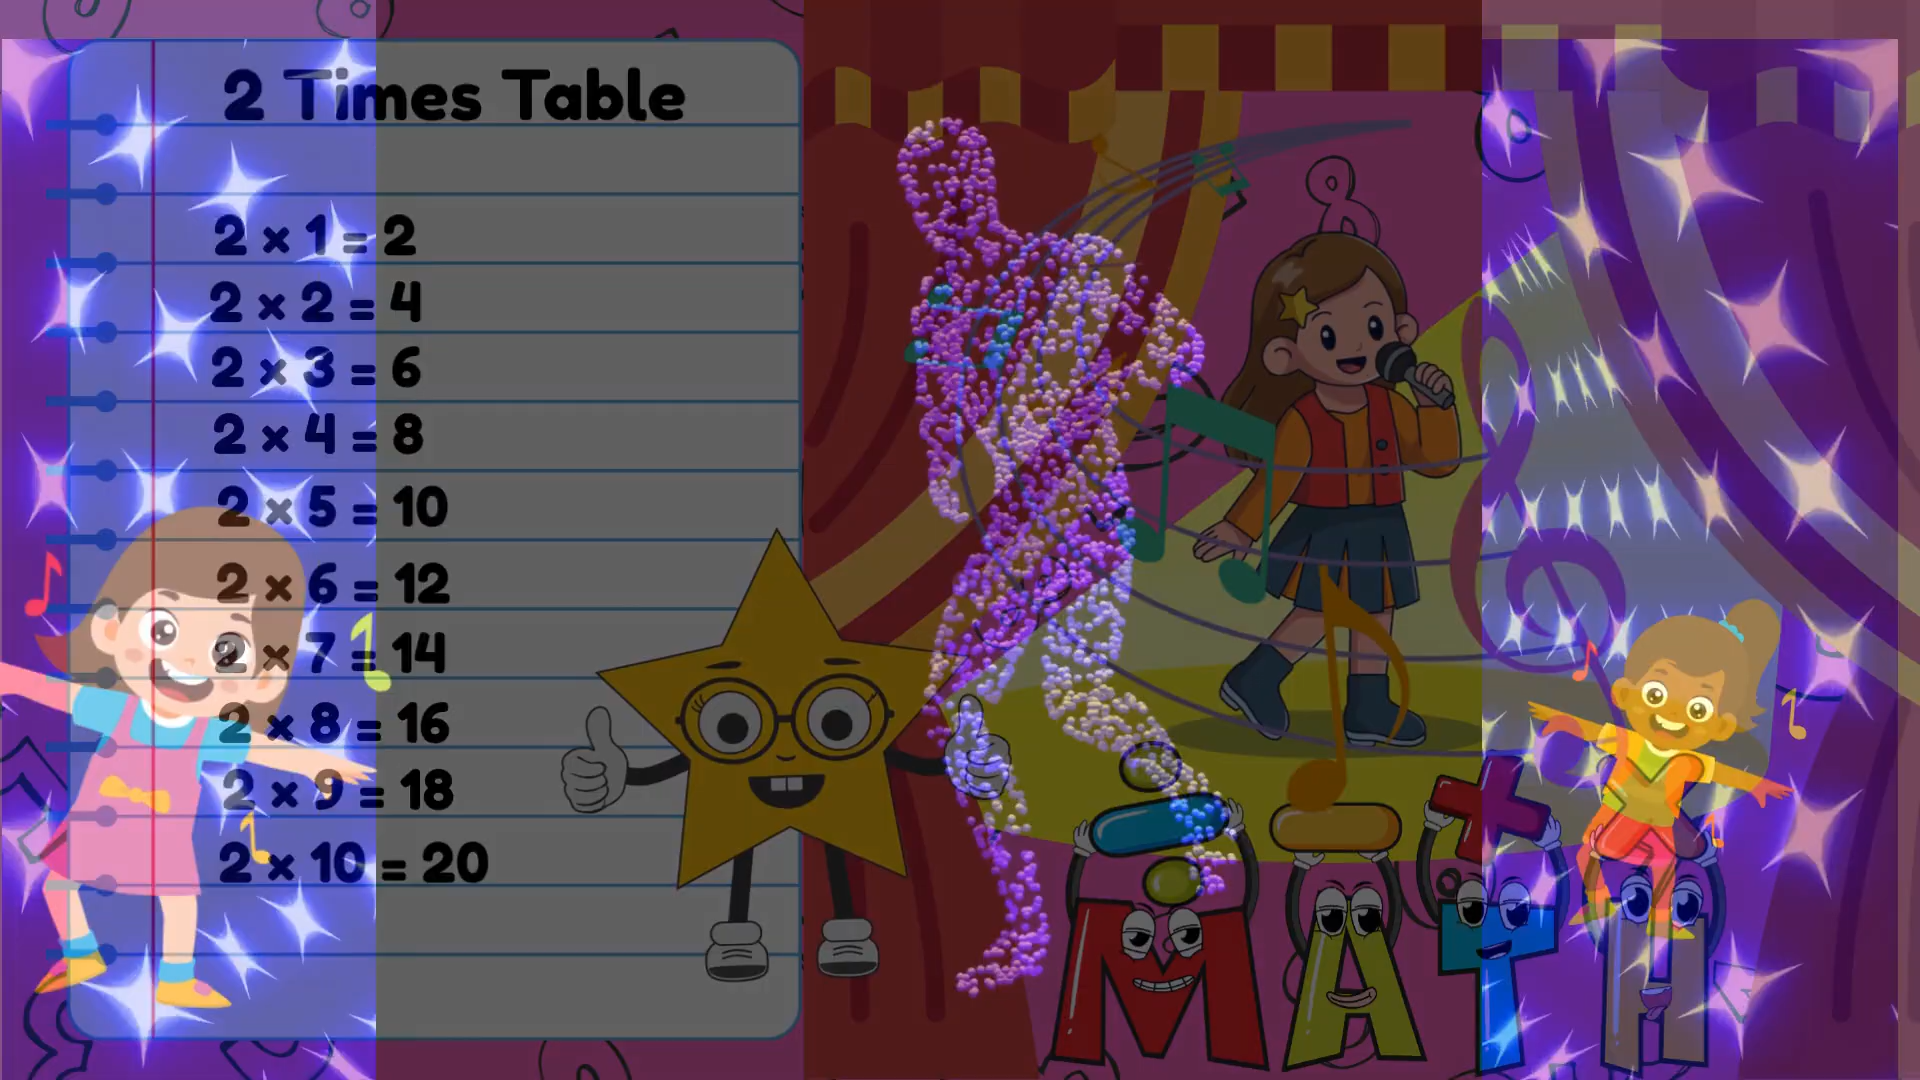 2 Times Table
2 × 1 = 2
2 × 2 = 4
2 × 3 = 6
2 × 4 = 8
2 × 5 = 10
2 × 6 = 12
2 × 7 = 14
2 × 8 = 16
2 × 9 = 18
2 × 10 = 20
MATH